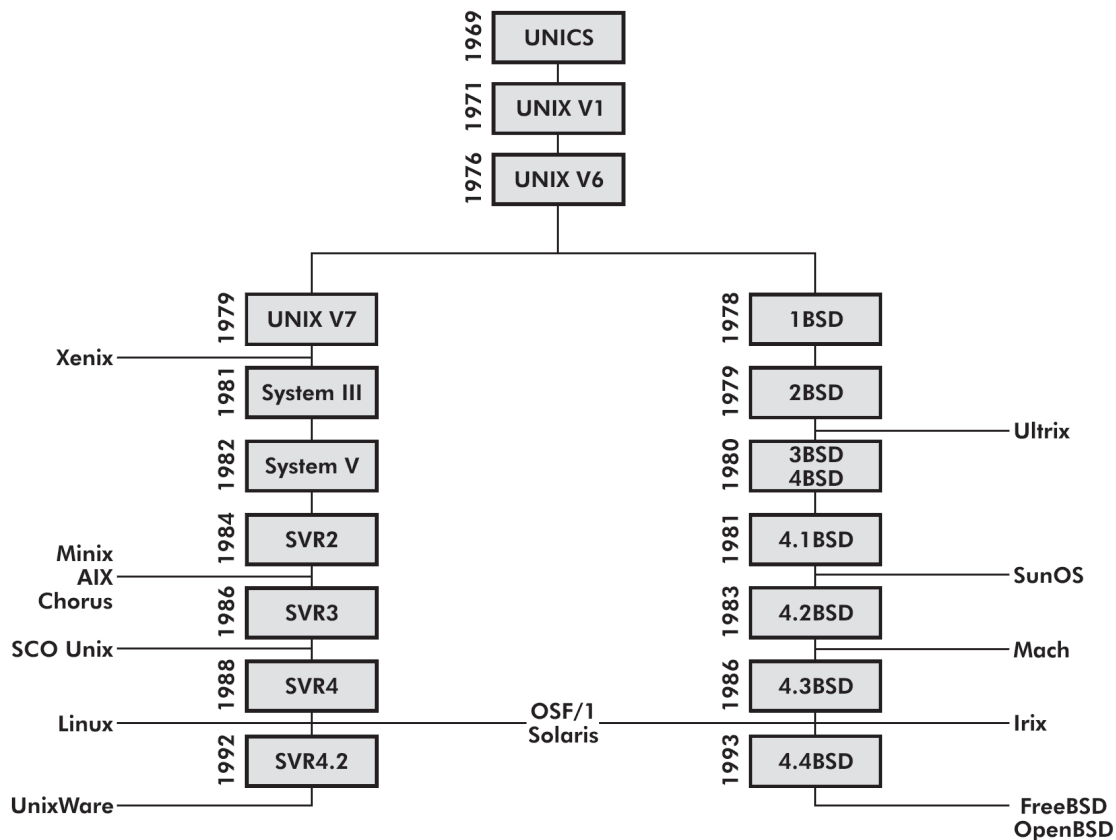 1969
UNICS
1971
UNIX V1
1976
UNIX V6
1979
UNIX V7
1978
1BSD
Xenix
1981
System III
1979
2BSD
Ultrix
1982
System V
1980
3BSD
4BSD
1984
SVR2
1981
4.1BSD
Minix
AIX
Chorus
SunOS
1986
SVR3
1983
4.2BSD
SCO Unix
Mach
1988
SVR4
1986
4.3BSD
Linux
OSF/1
Solaris
Irix
1992
SVR4.2
1993
4.4BSD
UnixWare
FreeBSD
OpenBSD